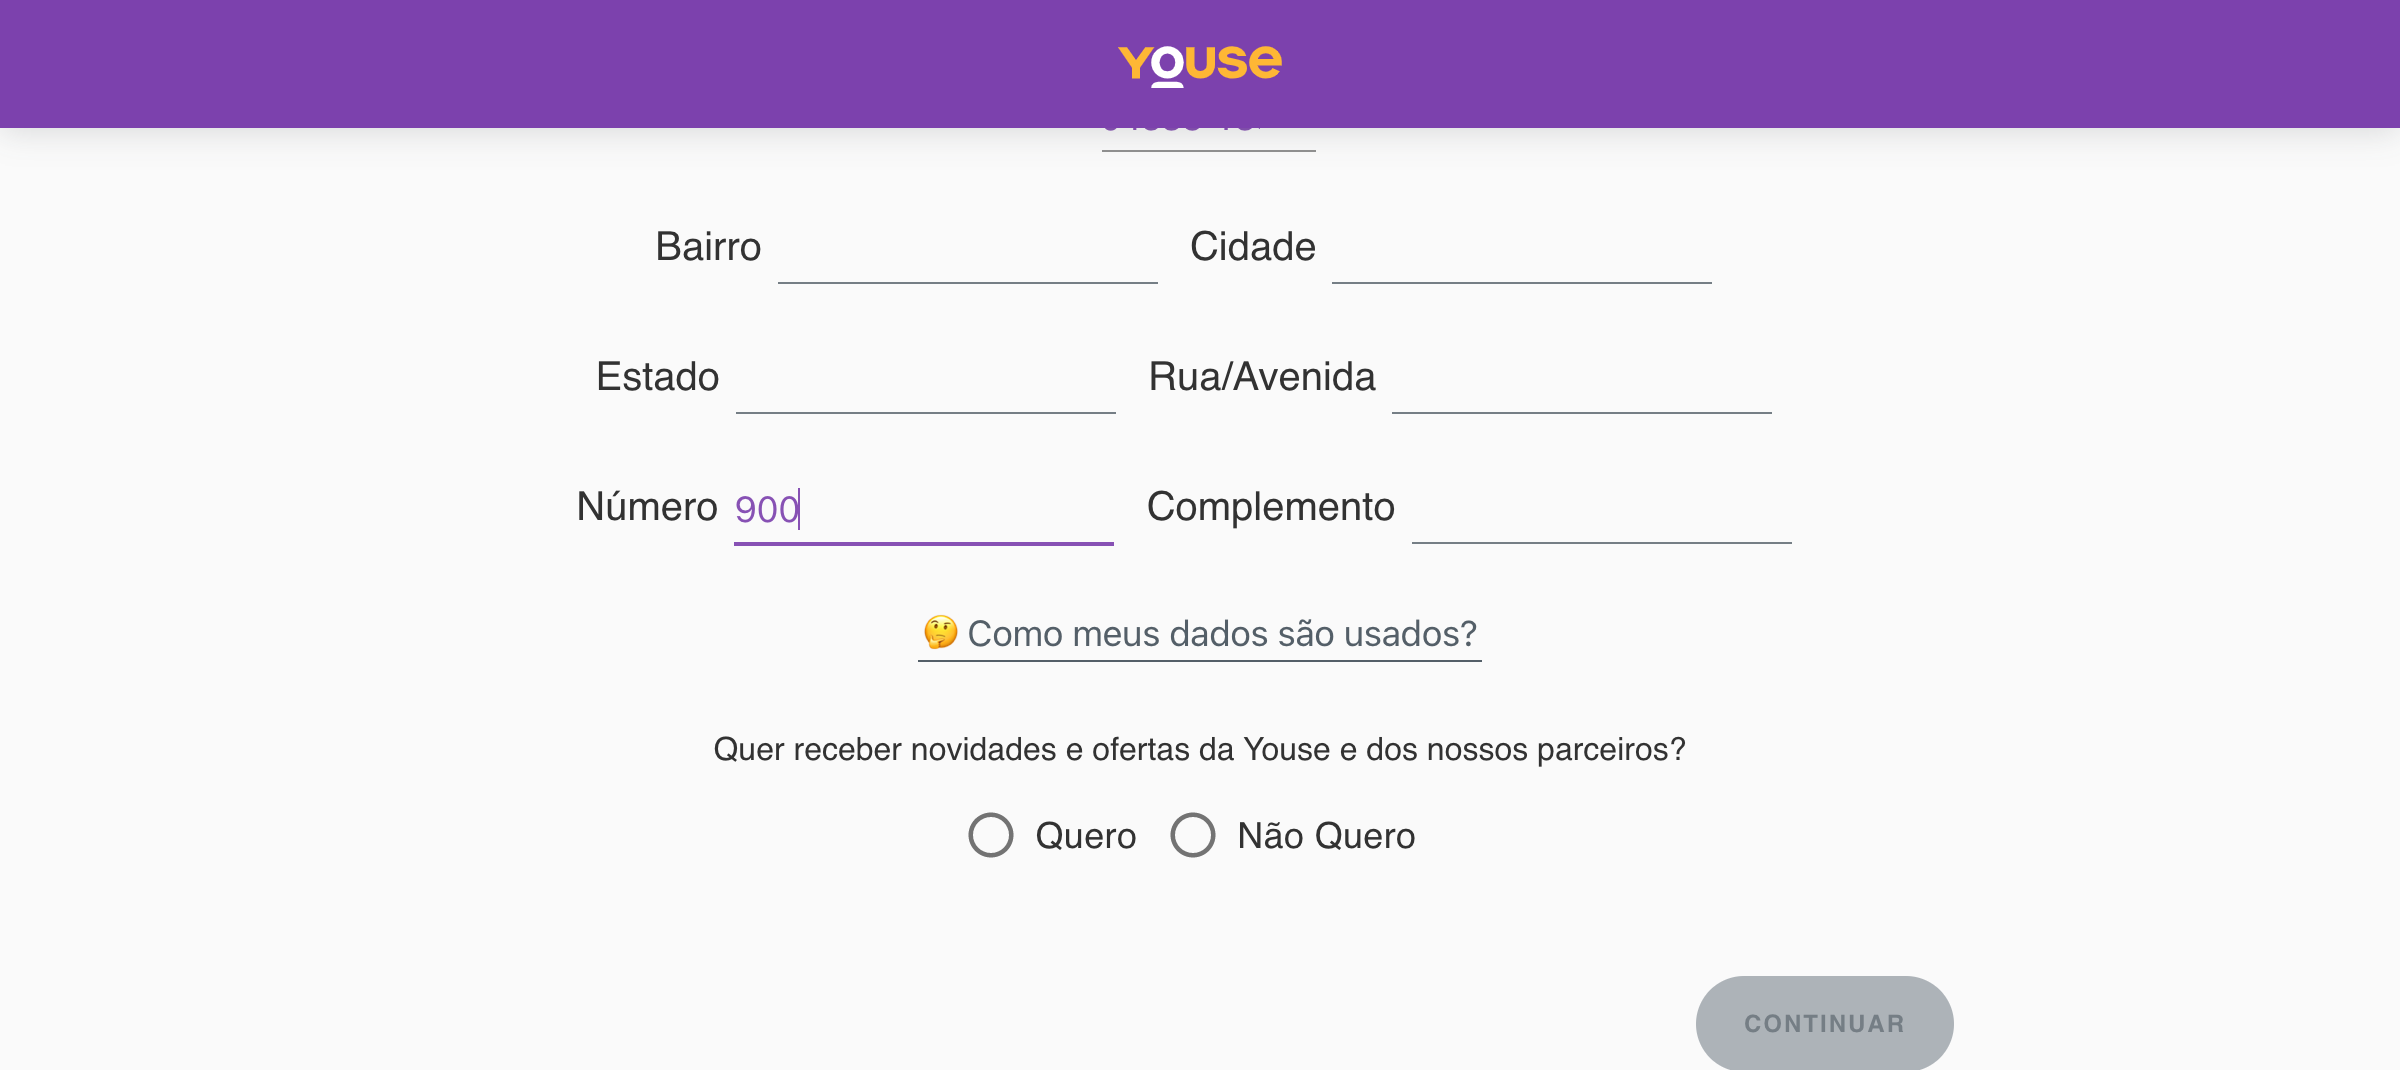 Youse
Bairro Cidade
Estado Rua/Avenida
Número 900 Complemento
🤔 Como meus dados são usados?
Quer receber novidades e ofertas da Youse e dos nossos parceiros?
Quero Não Quero
CONTINUAR